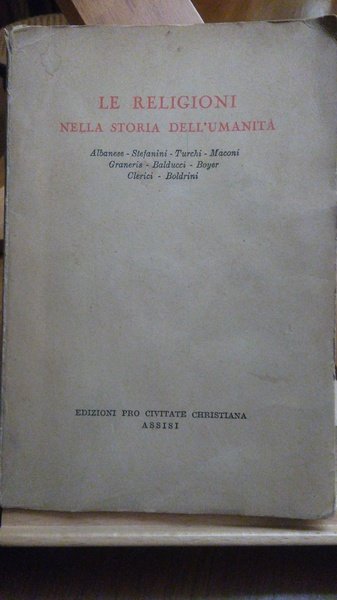 LE RELIGIONI
NELLA STORIA DELL'UMANITÀ
Albanese - Stefanini - Turchi - Maconi
Graneris - Balducci - Boyer
Clerici - Boldrini
EDIZIONI PRO CIVITATE CHRISTIANA
ASSISI